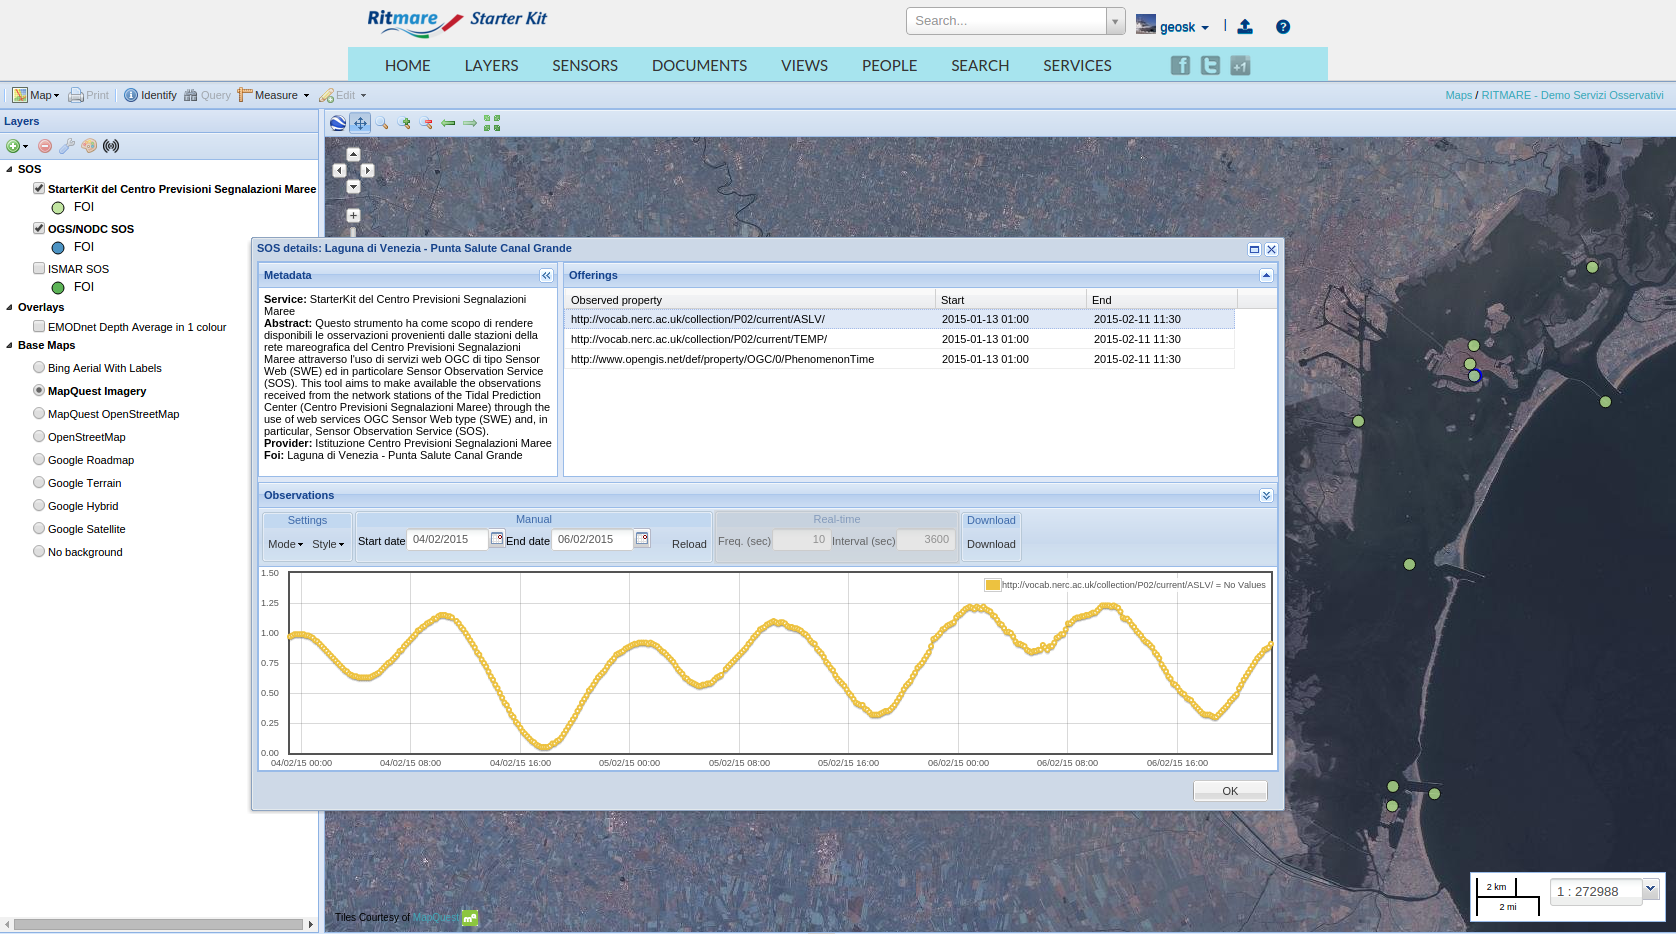 Ritmare Starter Kit
Search...
geosk
|
HOME LAYERS SENSORS DOCUMENTS VIEWS PEOPLE SEARCH SERVICES
f t +1
Map Print Identify Query Measure Edit
Maps / RITMARE - Demo Servizi Osservativi
Layers
SOS
StarterKit del Centro Previsioni Segnalazioni Maree
FOI
OGS/NODC SOS
FOI
ISMAR SOS
FOI
Overlays
EMODnet Depth Average in 1 colour
Base Maps
Bing Aerial With Labels
MapQuest Imagery
MapQuest OpenStreetMap
OpenStreetMap
Google Roadmap
Google Terrain
Google Hybrid
Google Satellite
No background
SOS details: Laguna di Venezia - Punta Salute Canal Grande
Metadata
Service: StarterKit del Centro Previsioni Segnalazioni
Maree
Abstract: Questo strumento ha come scopo di rendere
disponibili le osservazioni provenienti dalle stazioni della
rete mareografica del Centro Previsioni Segnalazioni
Maree attraverso l'uso di servizi web OGC di tipo Sensor
Web (SWE) ed in particolare Sensor Observation Service
(SOS). This tool aims to make available the observations
received from the network stations of the Tidal Prediction
Center (Centro Previsioni Segnalazioni Maree) through the
use of web services OGC Sensor Web type (SWE) and, in
particular, Sensor Observation Service (SOS).
Provider: Istituzione Centro Previsioni Segnalazioni Maree
Foi: Laguna di Venezia - Punta Salute Canal Grande
Offerings
Observed property Start End
http://vocab.nerc.ac.uk/collection/P02/current/ASLV/ 2015-01-13 01:00 2015-02-11 11:30
http://vocab.nerc.ac.uk/collection/P02/current/TEMP/ 2015-01-13 01:00 2015-02-11 11:30
http://www.opengis.net/def/property/OGC/0/PhenomenonTime 2015-01-13 01:00 2015-02-11 11:30
Observations
Settings Manual Real-time Download
Mode Style Start date 04/02/2015 End date 06/02/2015 Reload Freq. (sec) 10 Interval (sec) 3600 Download
http://vocab.nerc.ac.uk/collection/P02/current/ASLV/ = No Values
1.50
1.25
1.00
0.75
0.50
0.25
0.00
04/02/15 00:00 04/02/15 08:00 04/02/15 16:00 05/02/15 00:00 05/02/15 08:00 05/02/15 16:00 06/02/15 00:00 06/02/15 08:00 06/02/15 16:00
OK
Tiles Courtesy of MapQuest
2 km
2 mi
1 : 272988